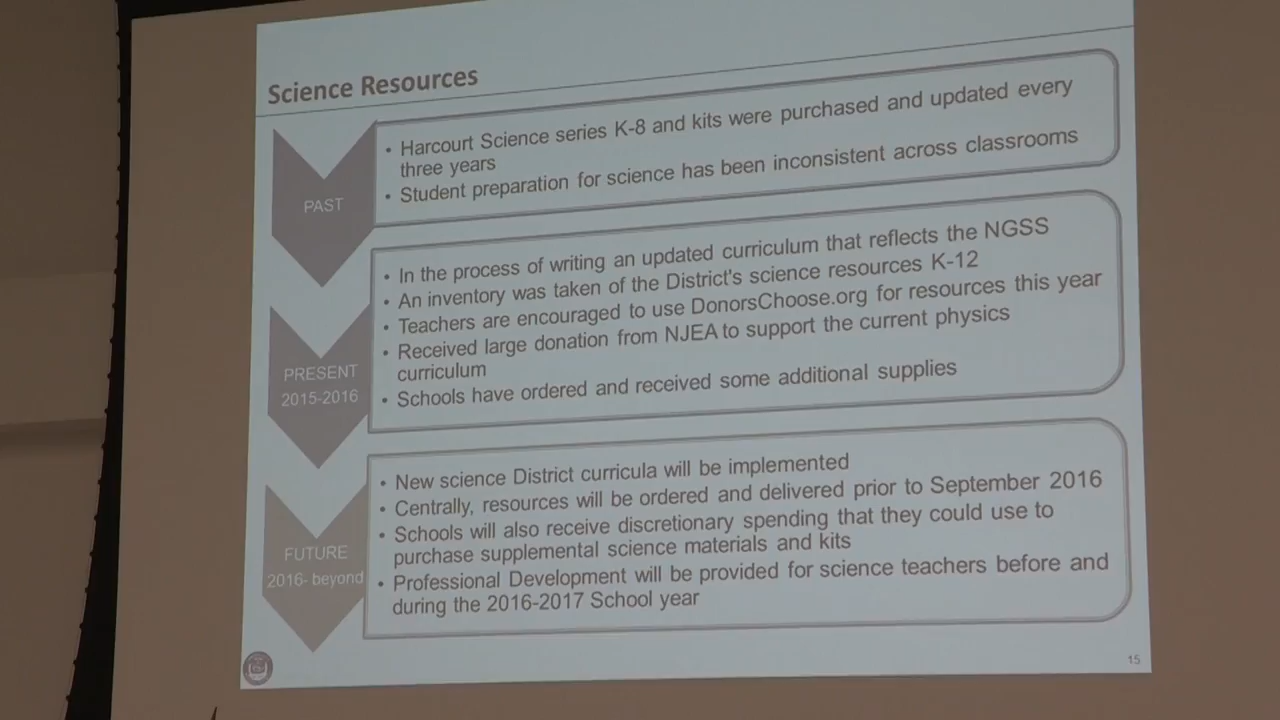 Science Resources
PAST
• Harcourt Science series K-8 and kits were purchased and updated every
three years
• Student preparation for science has been inconsistent across classrooms
PRESENT
2015-2016
• In the process of writing an updated curriculum that reflects the NGSS
• An inventory was taken of the District's science resources K-12
• Teachers are encouraged to use DonorsChoose.org for resources this year
• Received large donation from NJEA to support the current physics
curriculum
• Schools have ordered and received some additional supplies
FUTURE
2016- beyond
• New science District curricula will be implemented
• Centrally, resources will be ordered and delivered prior to September 2016
• Schools will also receive discretionary spending that they could use to
purchase supplemental science materials and kits
• Professional Development will be provided for science teachers before and
during the 2016-2017 School year
15